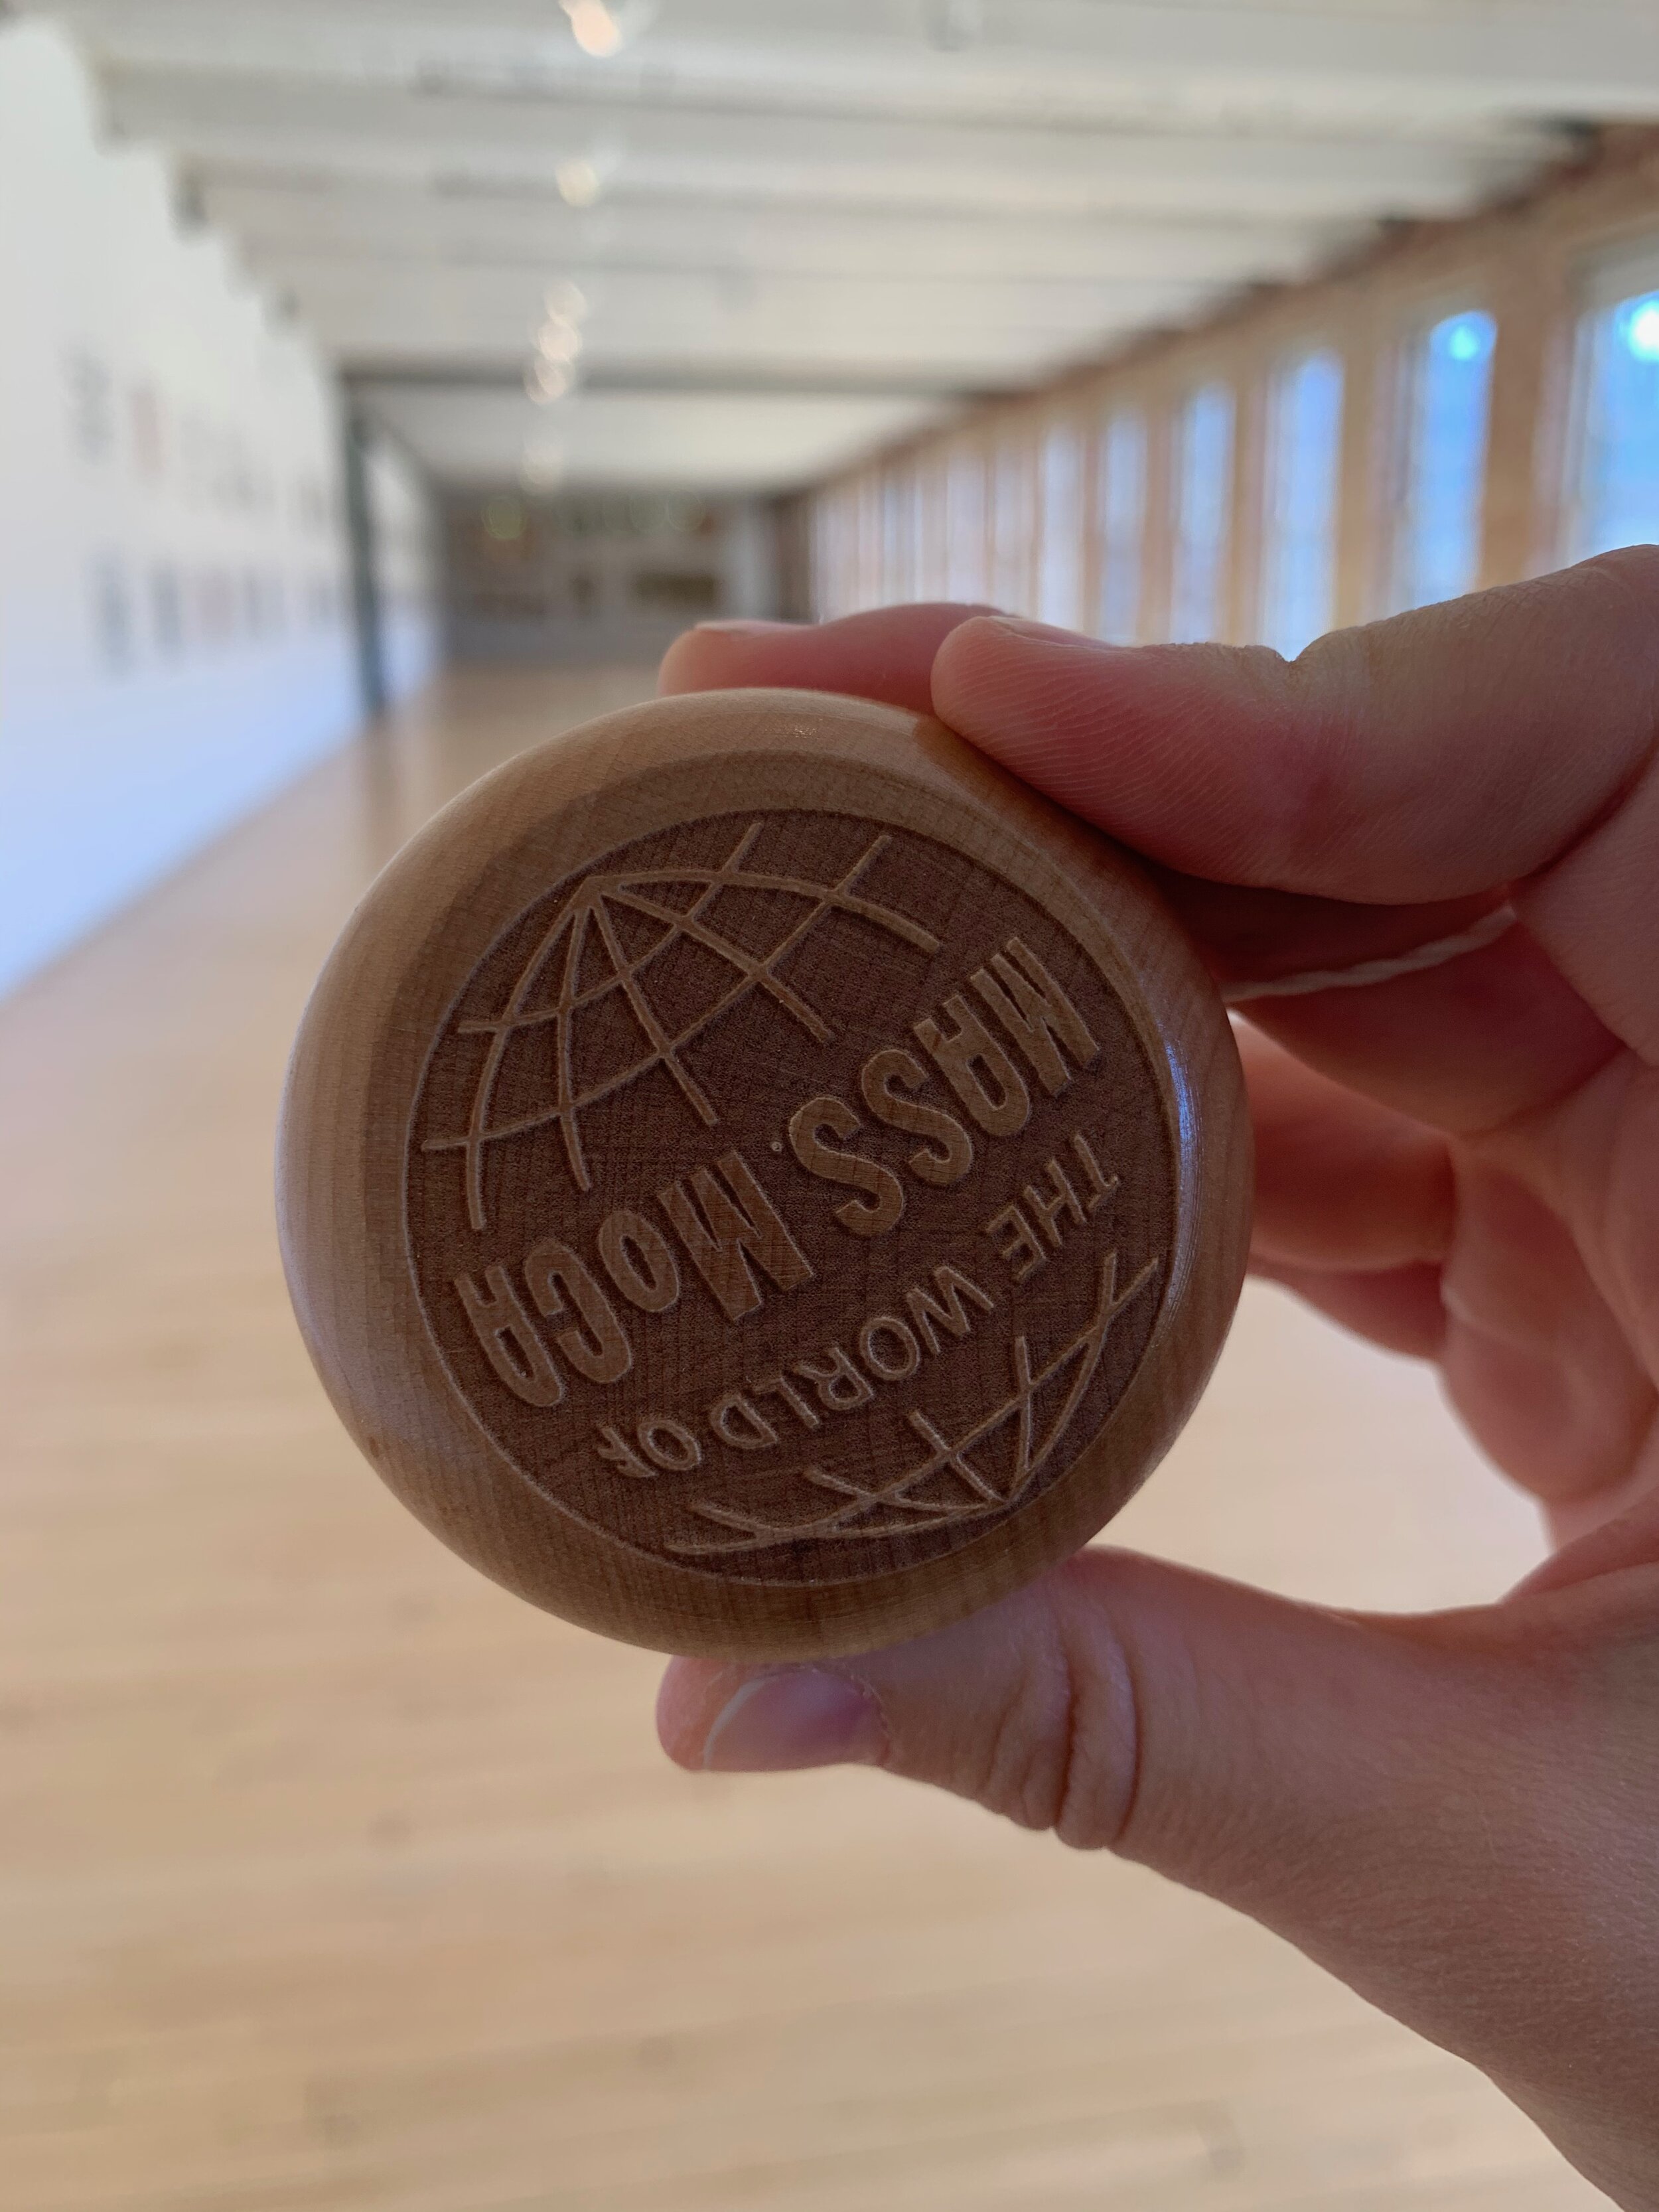 THE WORLD OF
MASS MoCA